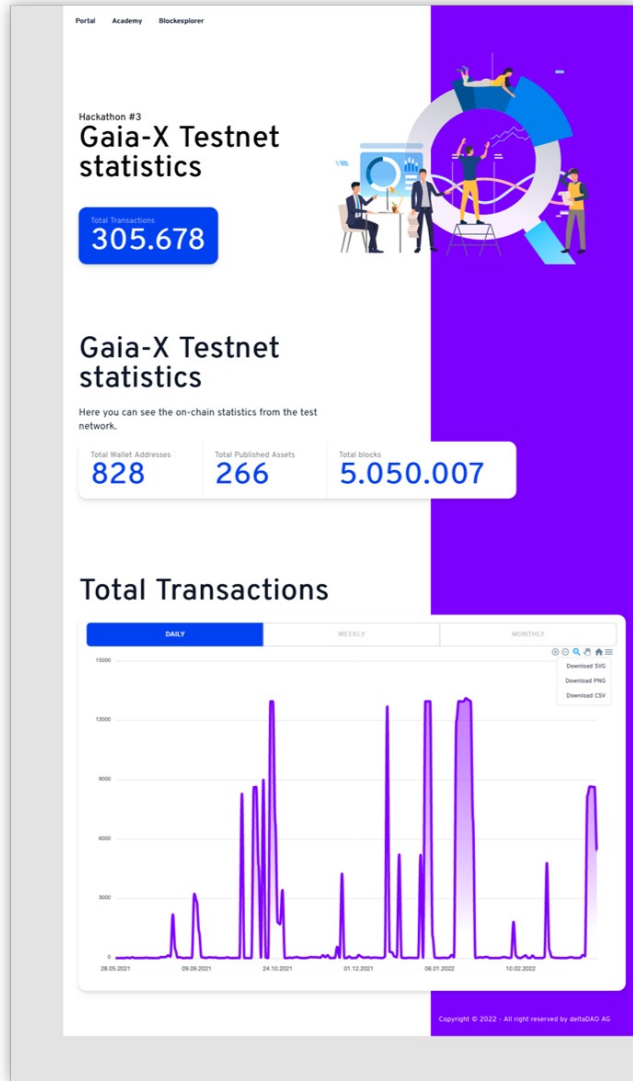 Portal Academy Blockexplorer
Hackathon #3
Gaia-X Testnet
statistics
Total Transactions
305.678
Gaia-X Testnet
statistics
Here you can see the on-chain statistics from the test
network.
Total Wallet Addresses Total Published Assets Total blocks
828 266 5.050.007
Total Transactions
DAILY WEEKLY MONTHLY
Download SVG
Download PNG
Download CSV
15000
12000
9000
6000
3000
0
28.05.2021 09.09.2021 24.10.2021 01.12.2021 06.01.2022 10.02.2022
Copyright © 2022 - All right reserved by deltaDAO AG